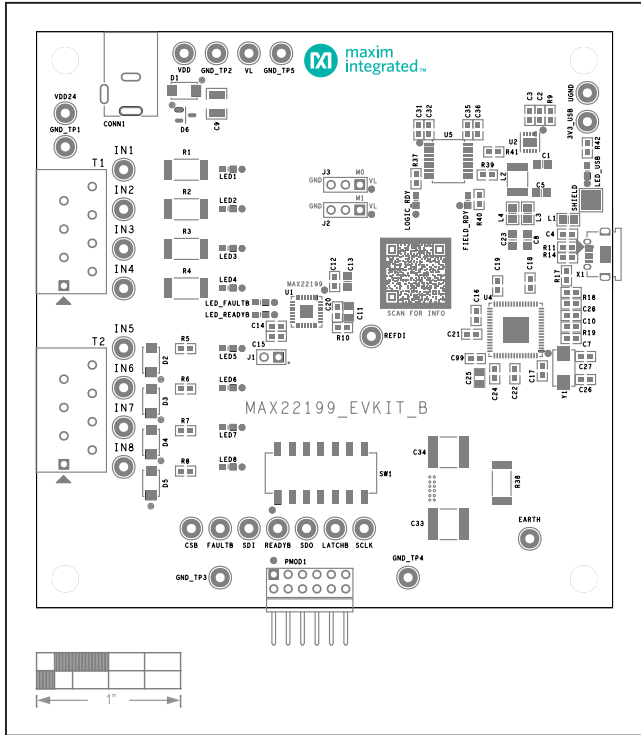 maxim
integrated™
VDD GND_TP2 VL GND_TP5
VDD24
GND_TP1
CONN1
D1
D6
C9
UGND
3V3_USB
C3 C2 R9
C31 C32
C35 C36
U5
U2
R42
LED_USB
T1
IN1
IN2
IN3
IN4
R1
R2
R3
R4
LED1
LED2
LED3
LED4
R37
R41
R39
L2
C1
C5
SHIELD
J3
M0
GND
VL
M1
GND
VL
J2
LOGIC_RDY
FIELD_RDY
R40
L4
L3
L1
C23
C8
C4
R11
R14
X1
MAX22199
U1
C12
C13
C20
C11
R10
SCAN FOR INFO
C19
C18
R17
U4
C16
C21
R18
C28
C10
R19
C7
LED_FAULTB
LED_READYB
C14
C15
J1
+
REFDI
C99
C25
C24
C22
C17
Y1
C27
C26
T2
IN5
IN6
IN7
IN8
D2
D3
D4
D5
R5
R6
R7
R8
LED5
LED6
LED7
LED8
MAX22199_EVKIT_B
SW1
C34
C33
R38
EARTH
CSB FAULTB SDI READYB SDO LATCHB SCLK
GND_TP3
PMOD1
GND_TP4
1"